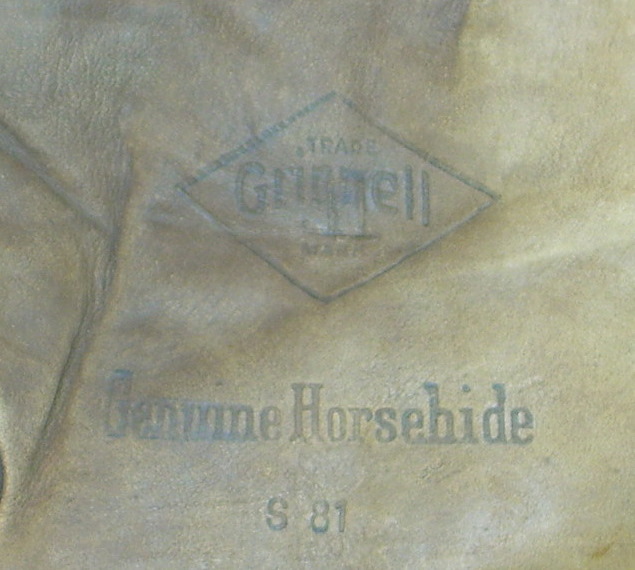 TRADE
Grinnell
MARK
Genuine Horsehide
S 81